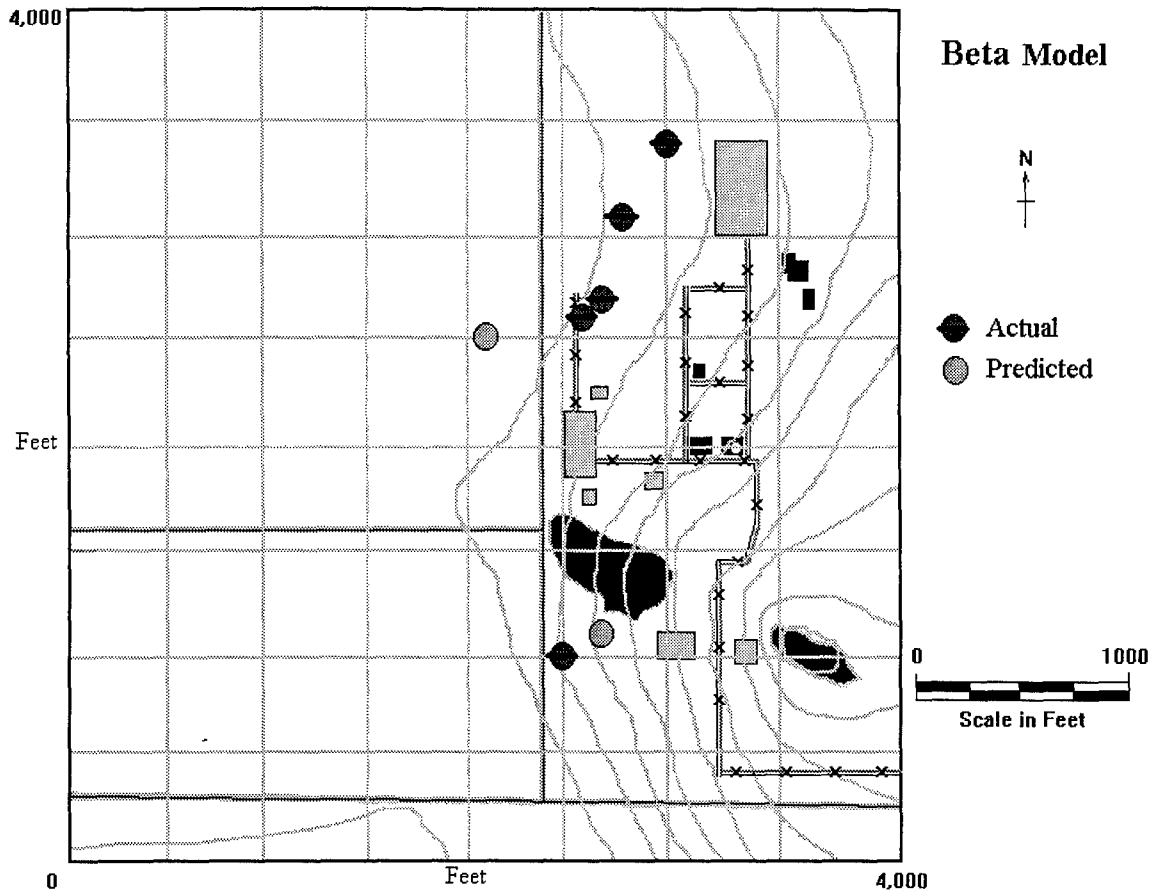 4,000
Beta Model
N
Actual
Predicted
Feet
0 1000
Scale in Feet
0
Feet
4,000